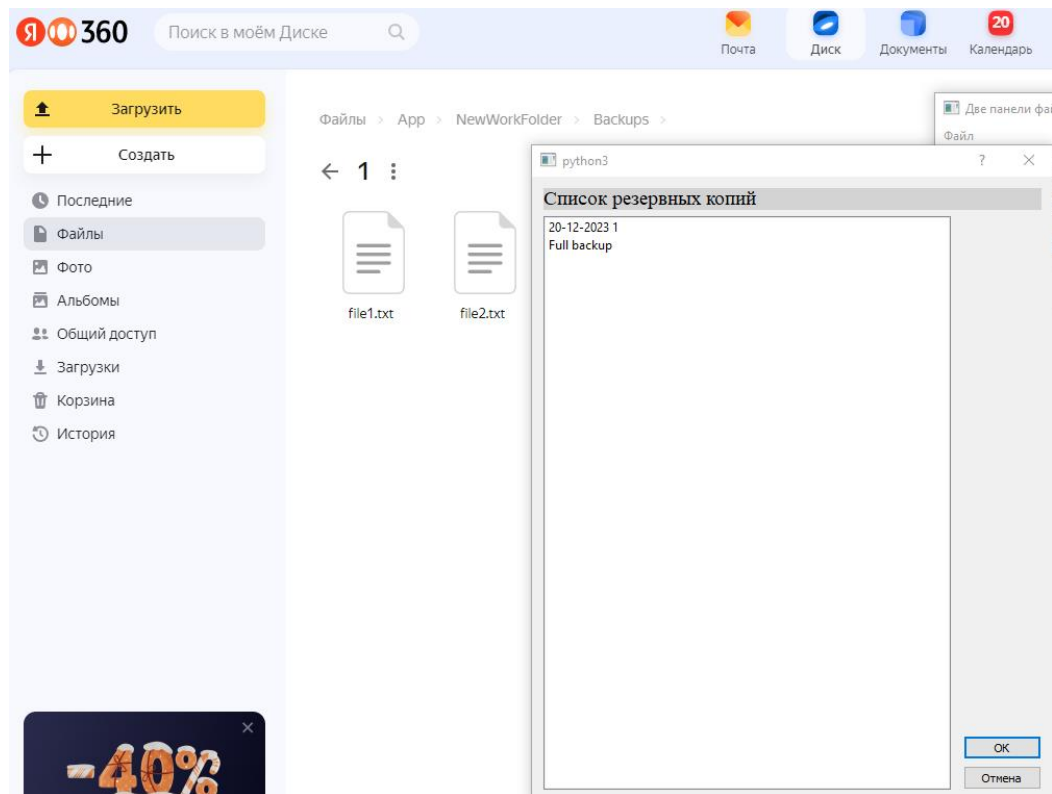 Я 360
Поиск в моём Диске
Почта
Диск
Документы
20
Календарь
Загрузить
Создать
Последние
Файлы
Фото
Альбомы
Общий доступ
Загрузки
Корзина
История
Файлы > App > NewWorkFolder > Backups >
← 1
file1.txt
file2.txt
Две панели фа
Файл
python3
Список резервных копий
20-12-2023 1
Full backup
OK
Отмена
-40%